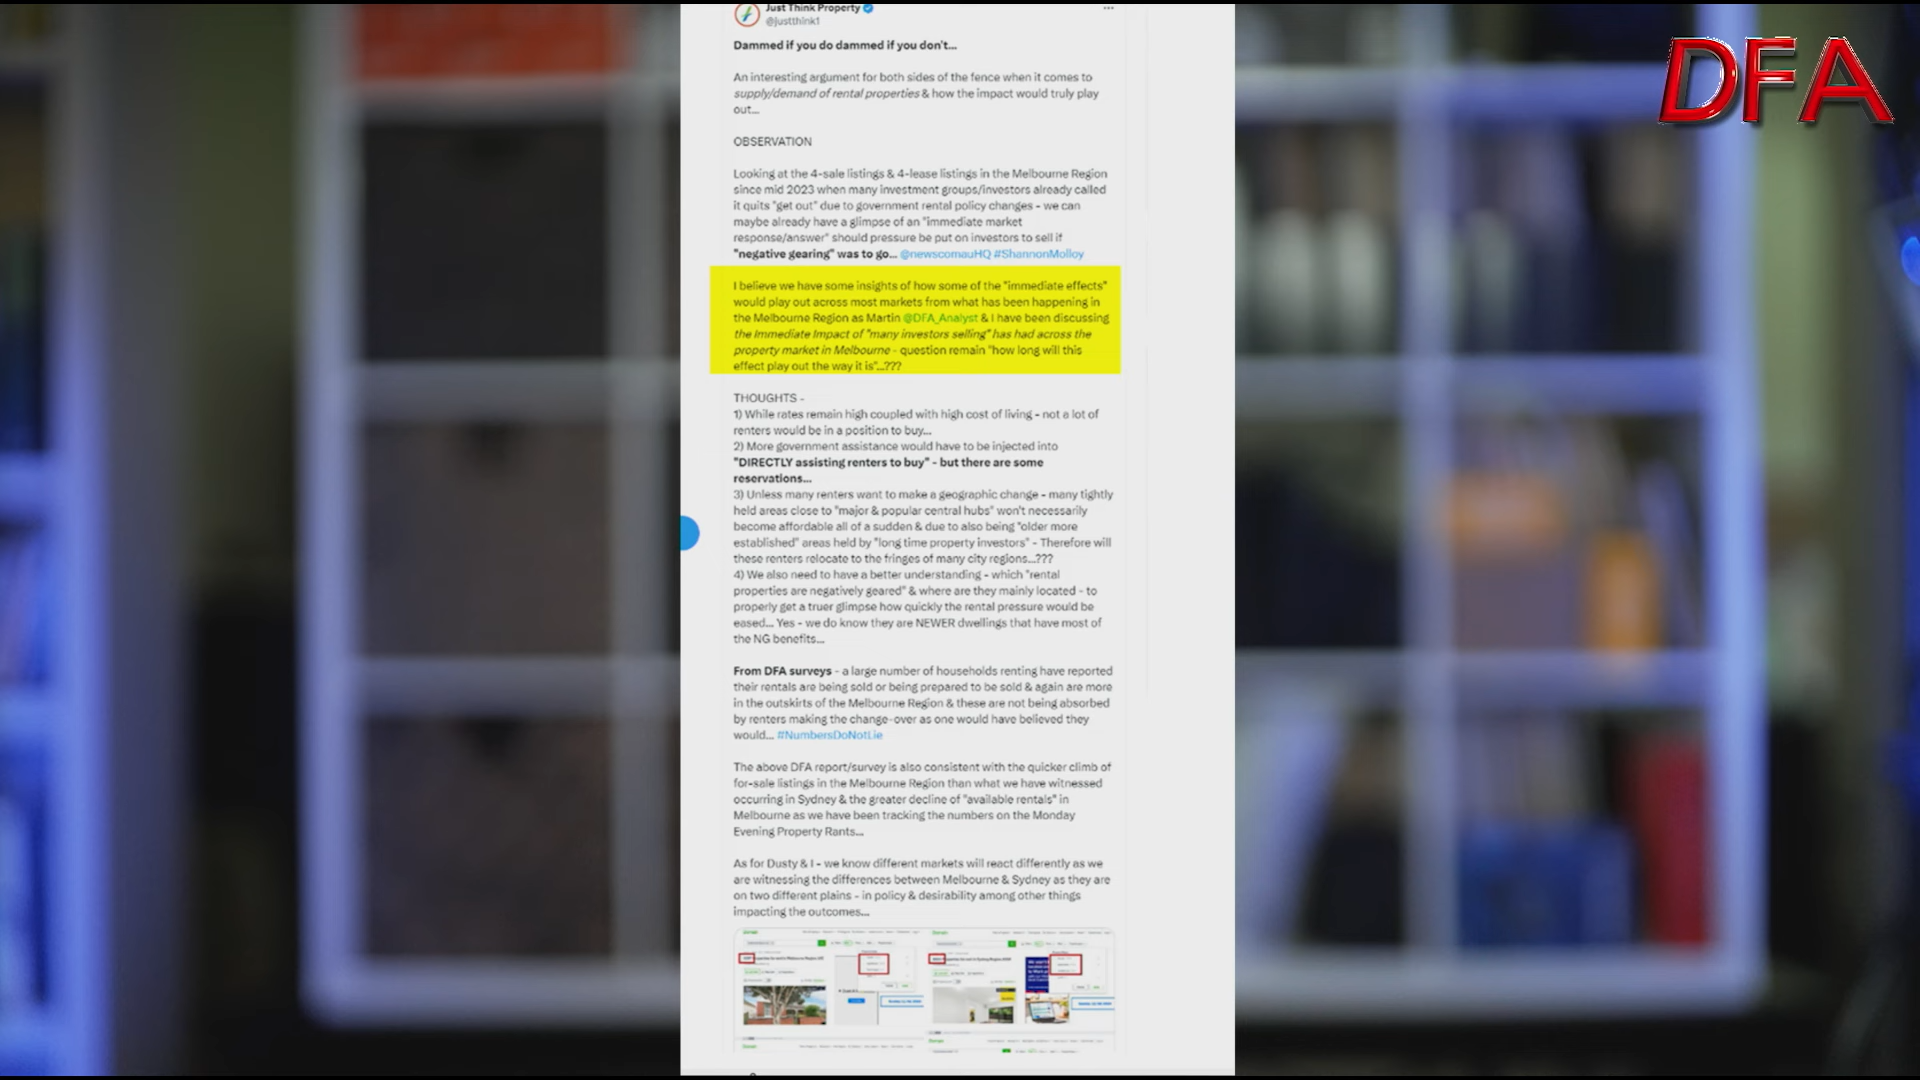 Just Think Property
@justthink1
DFA
Dammed if you do dammed if you don't...
An interesting argument for both sides of the fence when it comes to
supply/demand of rental properties & how the impact would truly play
out...
OBSERVATION
Looking at the 4-sale listings & 4-lease listings in the Melbourne Region
since mid 2023 when many investment groups/investors already called
it quits "get out" due to government rental policy changes - we can
maybe already have a glimpse of an "immediate market
response/answer" should pressure be put on investors to sell if
"negative gearing" was to go... @newscomauHQ #ShannonMolloy
I believe we have some insights of how some of the "immediate effects"
would play out across most markets from what has been happening in
the Melbourne Region as Martin @DFA_Analyst & I have been discussing
the Immediate Impact of "many investors selling" has had across the
property market in Melbourne - question remain "how long will this
effect play out the way it is"...???
THOUGHTS -
1) While rates remain high coupled with high cost of living - not a lot of
renters would be in a position to buy...
2) More government assistance would have to be injected into
"DIRECTLY assisting renters to buy" - but there are some
reservations...
3) Unless many renters want to make a geographic change - many tightly
held areas close to "major & popular central hubs" won't necessarily
become affordable all of a sudden & due to also being "older more
established" areas held by "long time property investors" - Therefore will
these renters relocate to the fringes of many city regions...???
4) We also need to have a better understanding - which "rental
properties are negatively geared" & where are they mainly located - to
properly get a truer glimpse how quickly the rental pressure would be
eased... Yes - we do know they are NEWER dwellings that have most of
the NG benefits...
From DFA surveys - a large number of households renting have reported
their rentals are being sold or being prepared to be sold & again are more
in the outskirts of the Melbourne Region & these are not being absorbed
by renters making the change-over as one would have believed they
would... #NumbersDoNotLie
The above DFA report/survey is also consistent with the quicker climb of
for-sale listings in the Melbourne Region than what we have witnessed
occurring in Sydney & the greater decline of "available rentals" in
Melbourne as we have been tracking the numbers on the Monday
Evening Property Rants...
As for Dusty & I - we know different markets will react differently as we
are witnessing the differences between Melbourne & Sydney as they are
on two different plains - in policy & desirability among other things
impacting the outcomes...